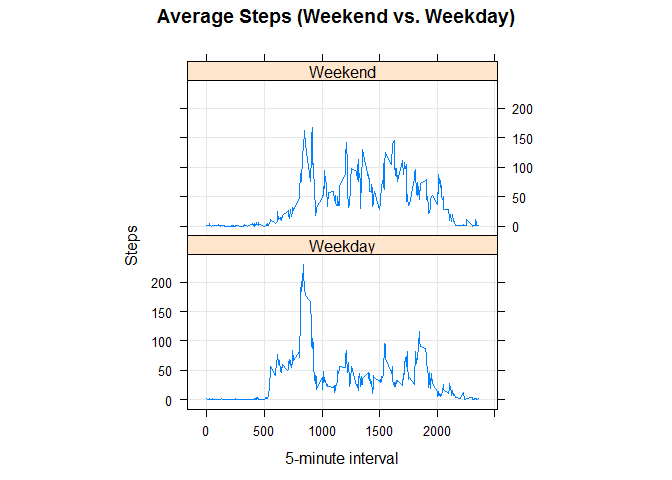 Average Steps (Weekend vs. Weekday)
Weekend
200
150
100
50
0
Steps
Weekday
200
150
100
50
0
0 500 1000 1500 2000
5-minute interval